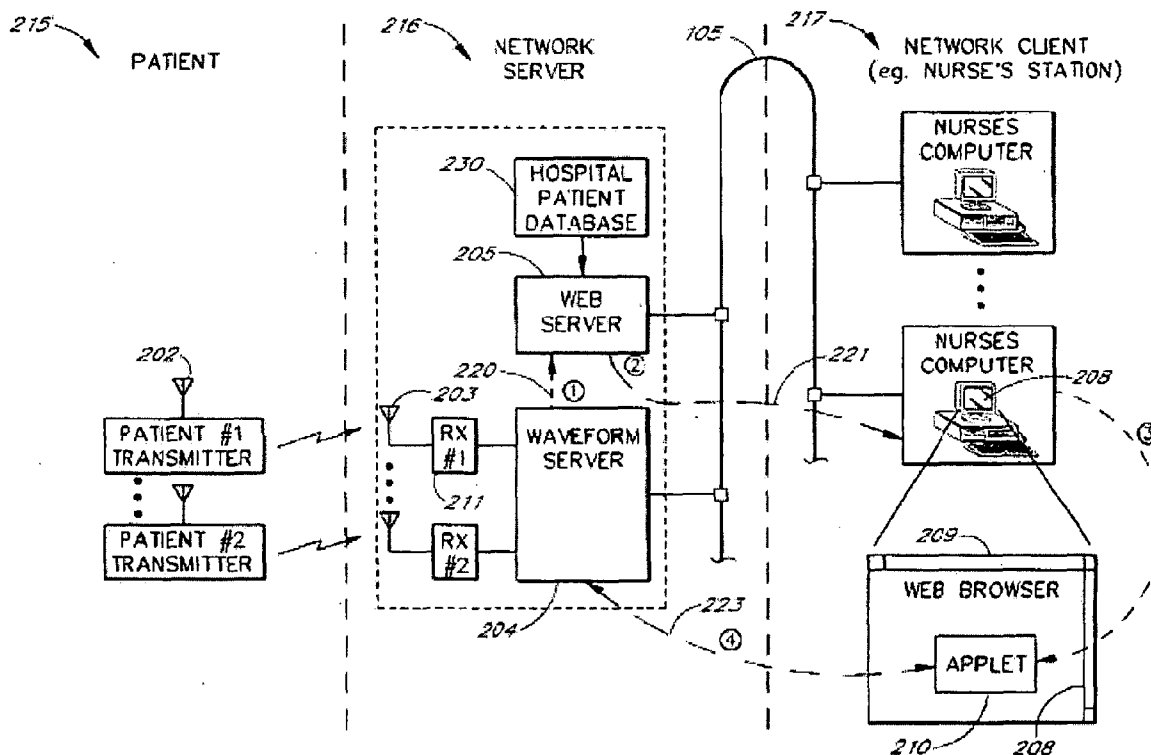 215
PATIENT
216
NETWORK
SERVER
105
217
NETWORK CLIENT
(eg. NURSE'S STATION)
NURSES
COMPUTER
230
HOSPITAL
PATIENT
DATABASE
205
WEB
SERVER
②
221
NURSES
COMPUTER
208
③
202
PATIENT #1
TRANSMITTER
PATIENT #2
TRANSMITTER
220
①
203
RX
#1
211
RX
#2
WAVEFORM
SERVER
204
223
④
209
WEB BROWSER
APPLET
210
208